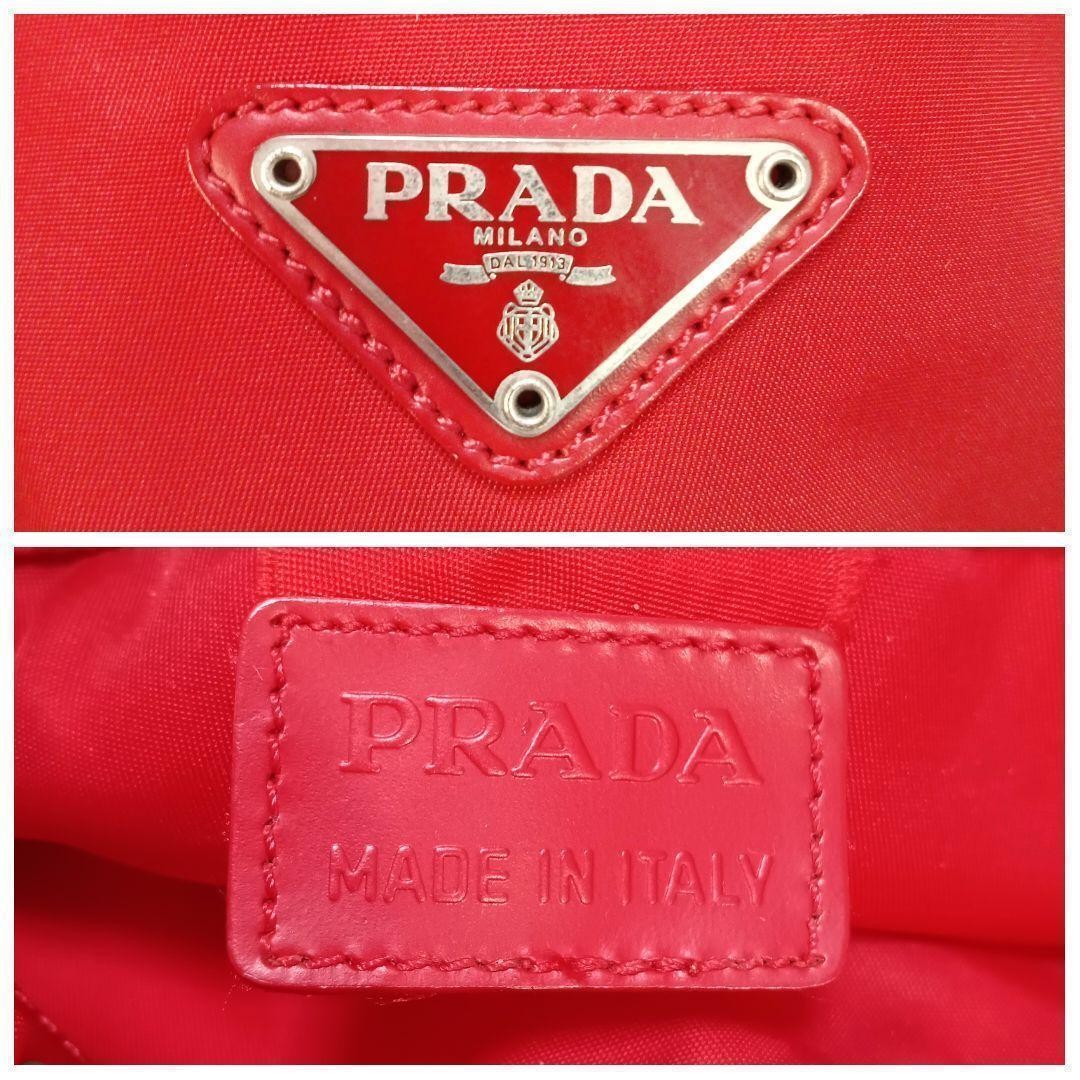 PRADA
MILANO
DAL 1913
PRADA
MADE IN ITALY